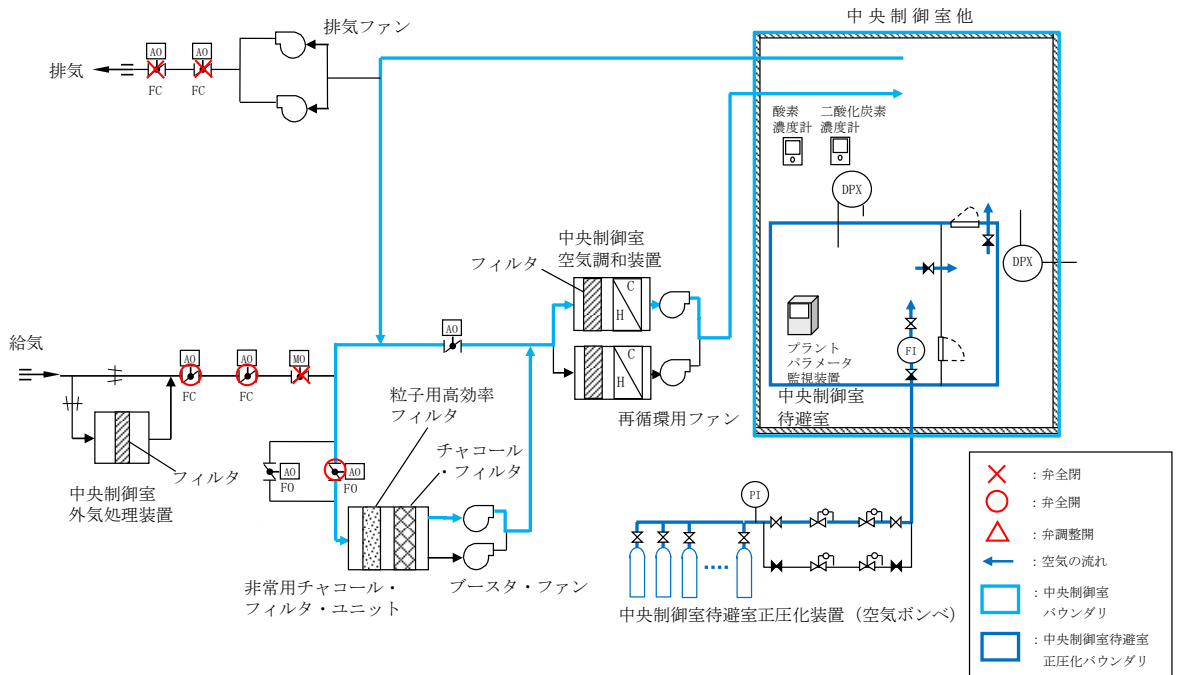 中央制御室他
排気ファン
AO
AO
排気
FC
FC
酸素
濃度計
二酸化炭素
濃度計
DPX
DPX
中央制御室
空気調和装置
フィルタ
C
H
C
H
再循環用ファン
AO
給気
AO
FC
AO
FC
MO
フィルタ
中央制御室
外気処理装置
粒子用高効率
フィルタ
チャコール
・フィルタ
AO
FO
AO
FO
非常用チャコール・
フィルタ・ユニット
ブースタ・ファン
プラント
パラメータ
監視装置
FI
中央制御室
待避室
PI
中央制御室待避室正圧化装置（空気ボンベ）
：弁全閉
：弁全開
：弁調整開
：空気の流れ
：中央制御室
バウンダリ
：中央制御室待避室
正圧化バウンダリ